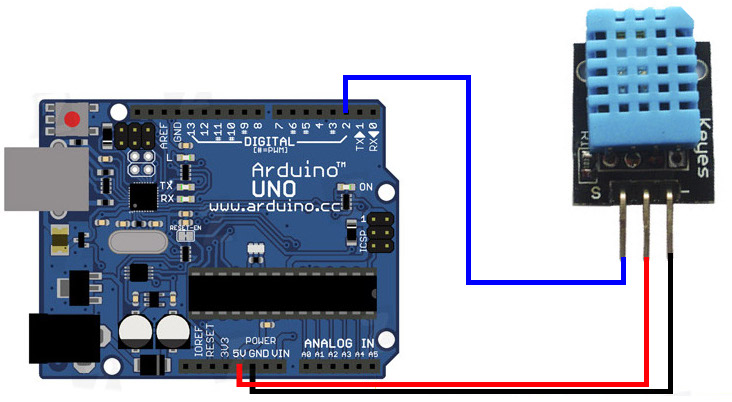 AREF
GND
13
12
#11
#10
#9
8
7
#6
#5
4
#3
2
TX▶1
RX◀0
DIGITAL
[#=PWM]
L
TX
RX
Arduino™
UNO
www.arduino.cc
ON
RESET-EN
1
ICSP
IOREF
RESET
3V3
5V
GND
VIN
POWER
ANALOG IN
A0 A1 A2 A3 A4 A5
R1
Keyes
S
-